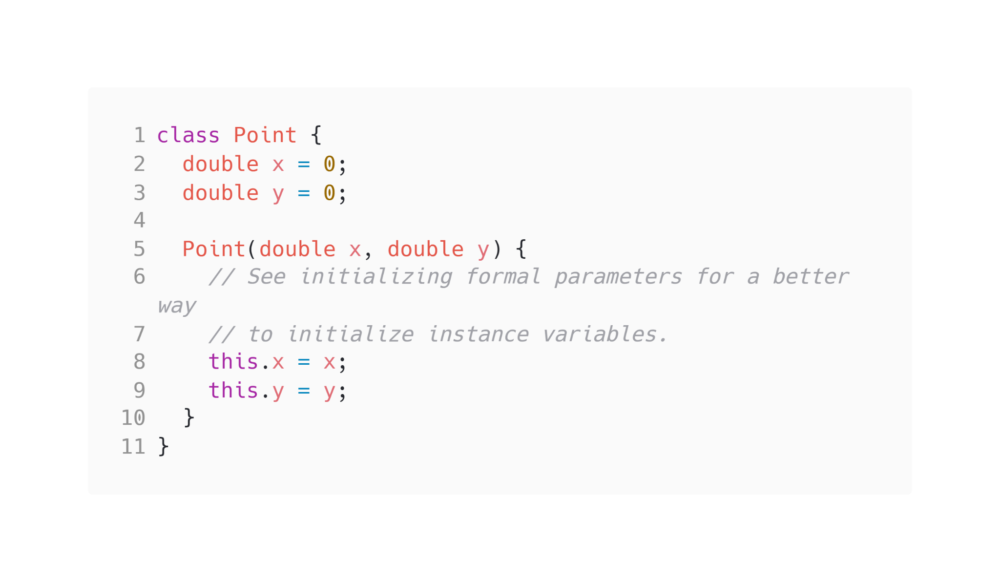 1 class Point {
2   double x = 0;
3   double y = 0;
4
5   Point(double x, double y) {
6     // See initializing formal parameters for a better
way
7     // to initialize instance variables.
8     this.x = x;
9     this.y = y;
10   }
11 }